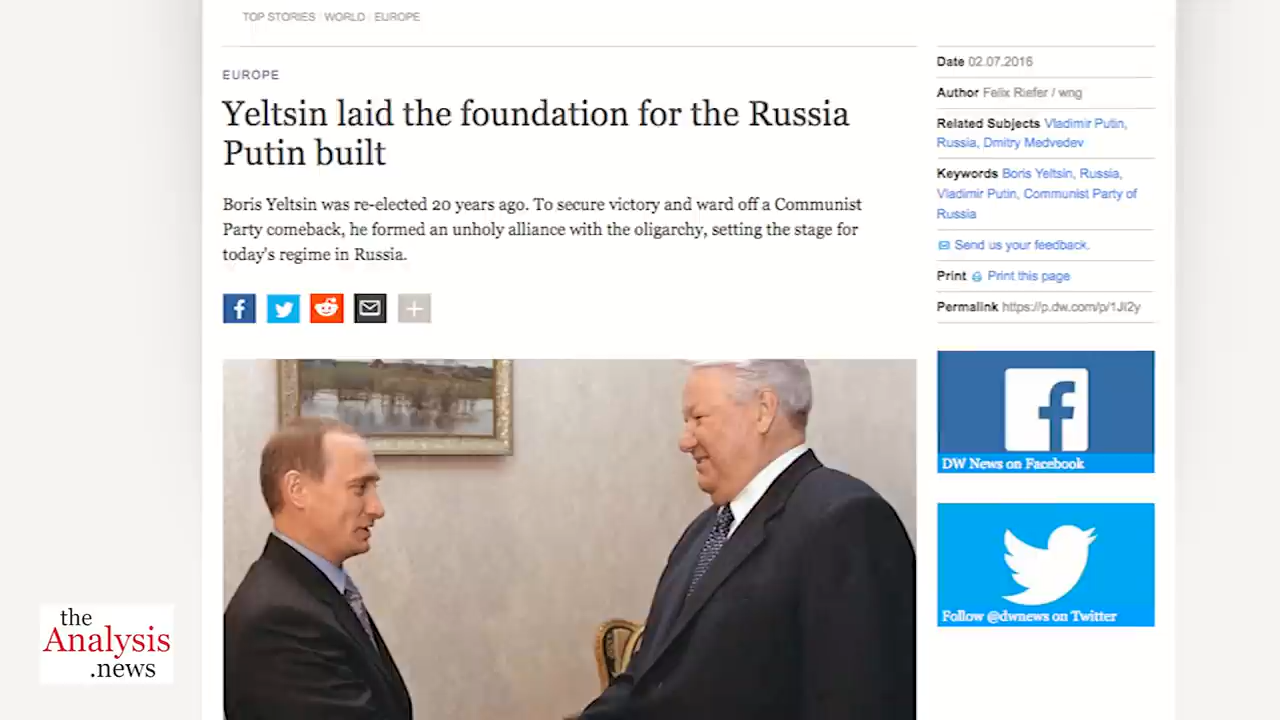 TOP STORIES / WORLD / EUROPE
EUROPE
Yeltsin laid the foundation for the Russia
Putin built
Boris Yeltsin was re-elected 20 years ago. To secure victory and ward off a Communist
Party comeback, he formed an unholy alliance with the oligarchy, setting the stage for
today's regime in Russia.
Date 02.07.2016
Author Felix Riefer / wng
Related Subjects Vladimir Putin,
Russia, Dmitry Medvedev
Keywords Boris Yeltsin, Russia,
Vladimir Putin, Communist Party of
Russia
Send us your feedback.
Print Print this page
Permalink https://p.dw.com/p/1JI2y
DW News on Facebook
Follow @dwnews on Twitter
the
Analysis
.news